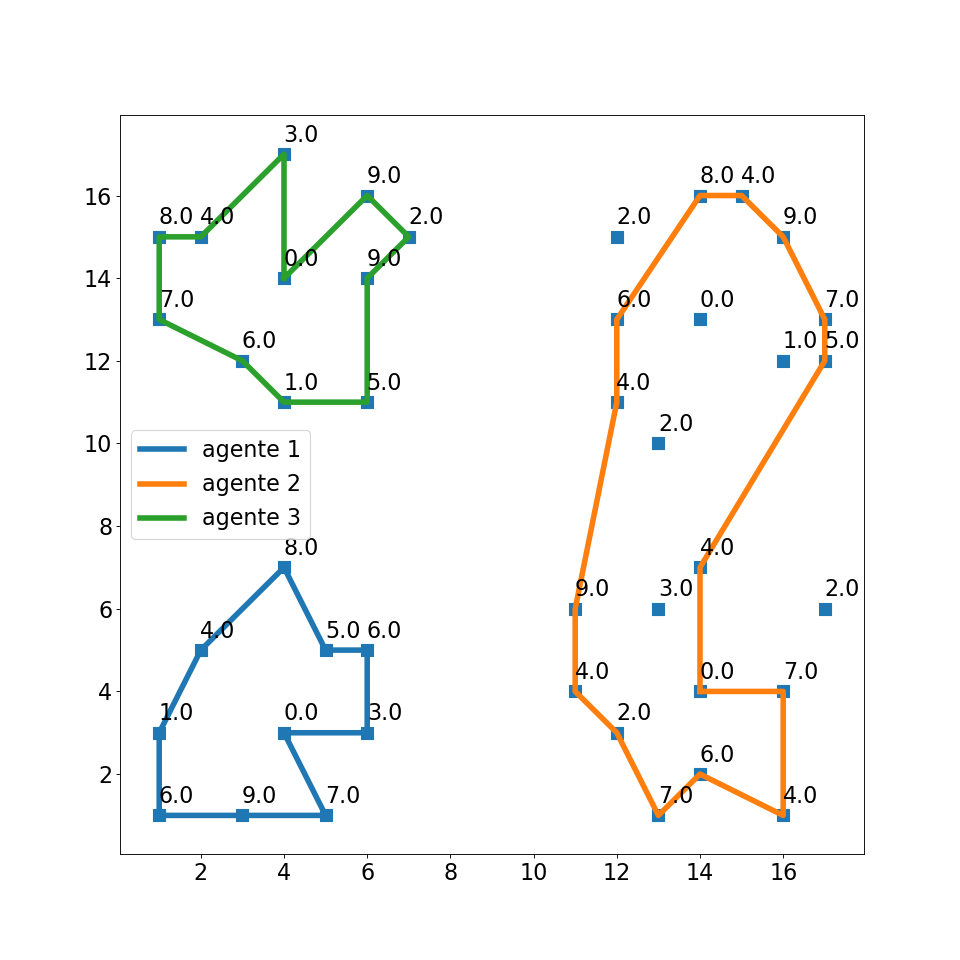 3.0
9.0 8.0 4.0
16
8.0 4.0 2.0 2.0 9.0
14 0.0 9.0
7.0 6.0 0.0 7.0
12 6.0 1.0 5.0
1.0 5.0 4.0
10 2.0
agente 1
agente 2
agente 3
8
8.0 4.0
6 9.0 3.0 2.0
4.0 5.0 6.0
4 4.0 0.0 7.0
1.0 0.0 3.0 2.0
2 6.0
6.0 9.0 7.0 7.0 4.0
2 4 6 8 10 12 14 16